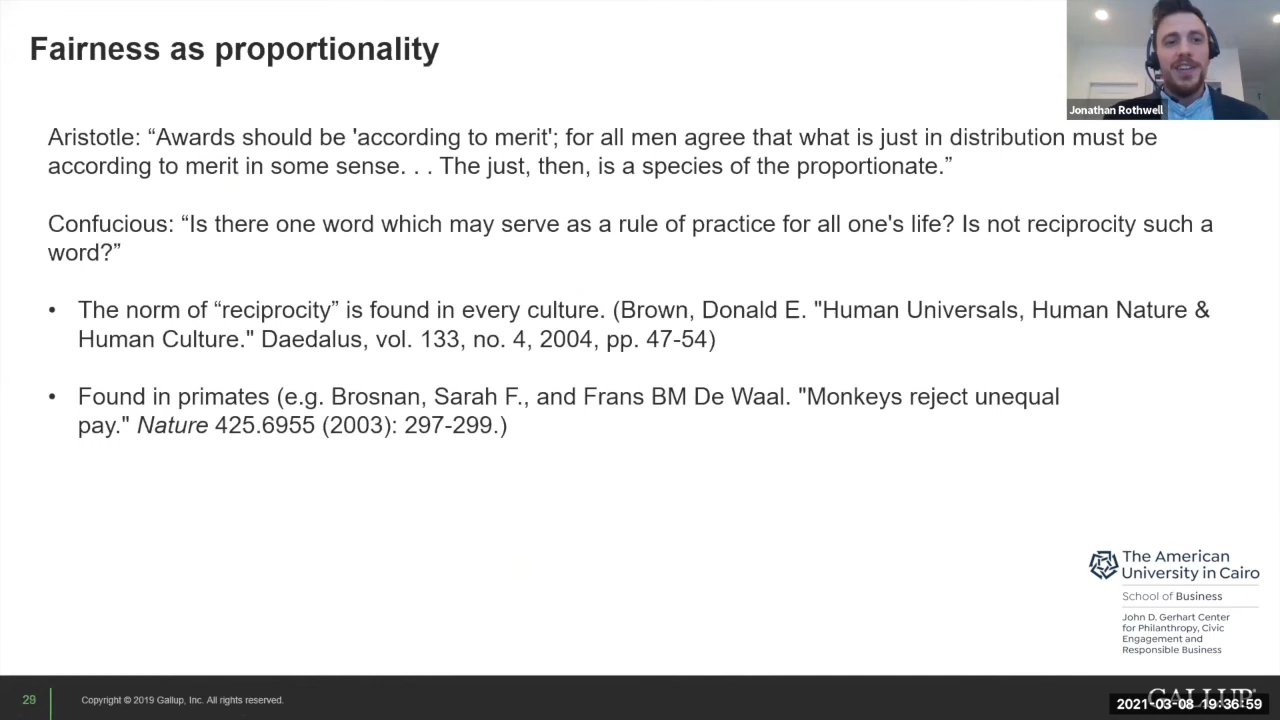 Fairness as proportionality
Jonathan Rothwell
Aristotle: “Awards should be 'according to merit'; for all men agree that what is just in distribution must be
according to merit in some sense. . . The just, then, is a species of the proportionate.”
Confucious: “Is there one word which may serve as a rule of practice for all one's life? Is not reciprocity such a
word?”
• The norm of “reciprocity” is found in every culture. (Brown, Donald E. "Human Universals, Human Nature &
Human Culture." Daedalus, vol. 133, no. 4, 2004, pp. 47-54)
• Found in primates (e.g. Brosnan, Sarah F., and Frans BM De Waal. "Monkeys reject unequal
pay." Nature 425.6955 (2003): 297-299.)
The American
University in Cairo
School of Business
John D. Gerhart Center
for Philanthropy, Civic
Engagement and
Responsible Business
29
Copyright © 2019 Gallup, Inc. All rights reserved.
GALLUP
2021-03-08 19:36:59